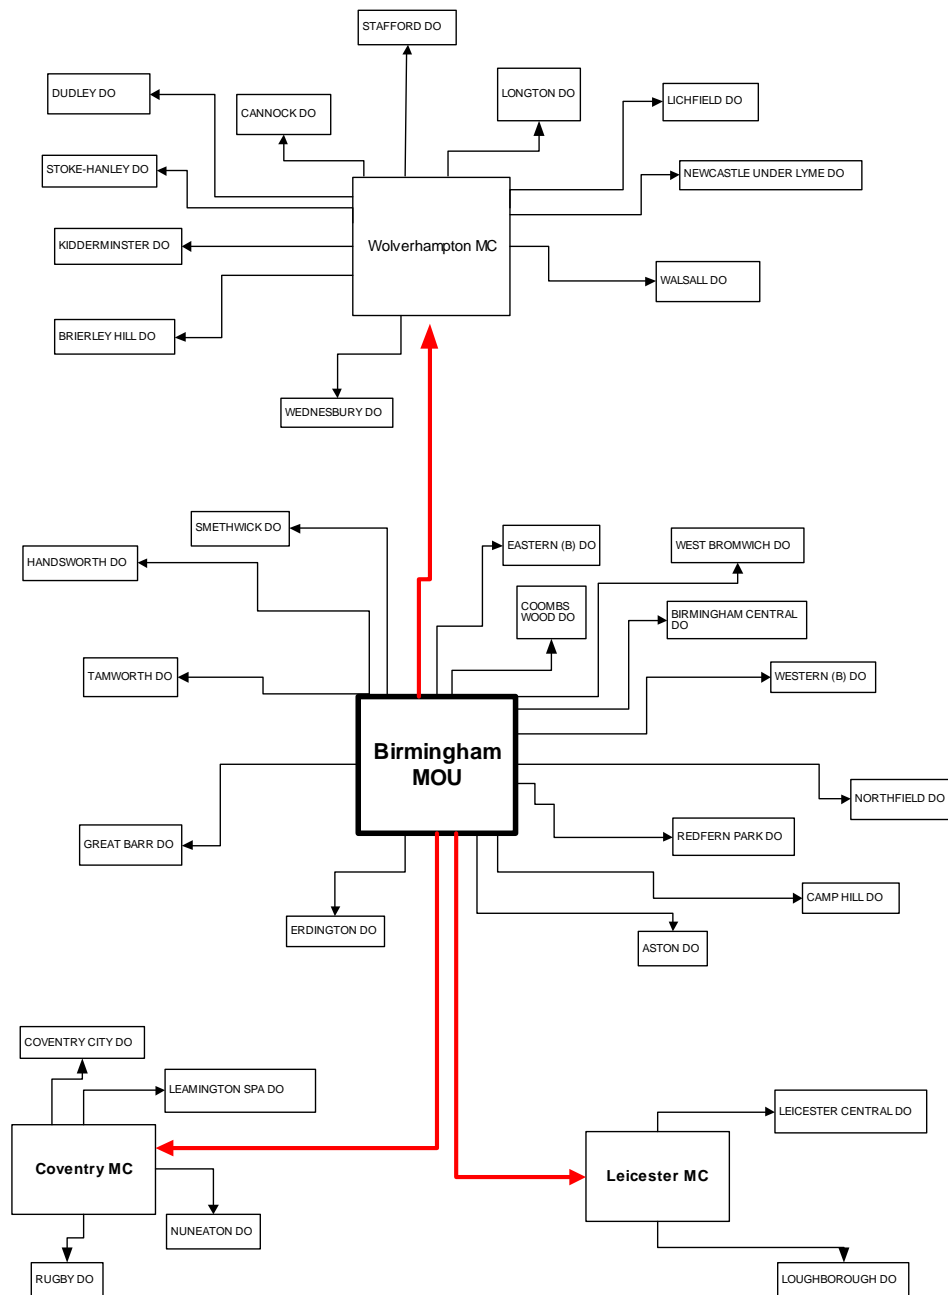 STAFFORD DO
DUDLEY DO
CANNOCK DO
LONGTON DO
LICHFIELD DO
STOKE-HANLEY DO
NEWCASTLE UNDER LYME DO
KIDDERMINSTER DO
Wolverhampton MC
WALSALL DO
BRIERLEY HILL DO
WEDNESBURY DO
SMETHWICK DO
EASTERN (B) DO
WEST BROMWICH DO
HANDSWORTH DO
COOMBS
WOOD DO
BIRMINGHAM CENTRAL
DO
TAMWORTH DO
WESTERN (B) DO
Birmingham
MOU
NORTHFIELD DO
GREAT BARR DO
REDFERN PARK DO
CAMP HILL DO
ERDINGTON DO
ASTON DO
COVENTRY CITY DO
LEAMINGTON SPA DO
LEICESTER CENTRAL DO
Coventry MC
Leicester MC
NUNEATON DO
RUGBY DO
LOUGHBOROUGH DO